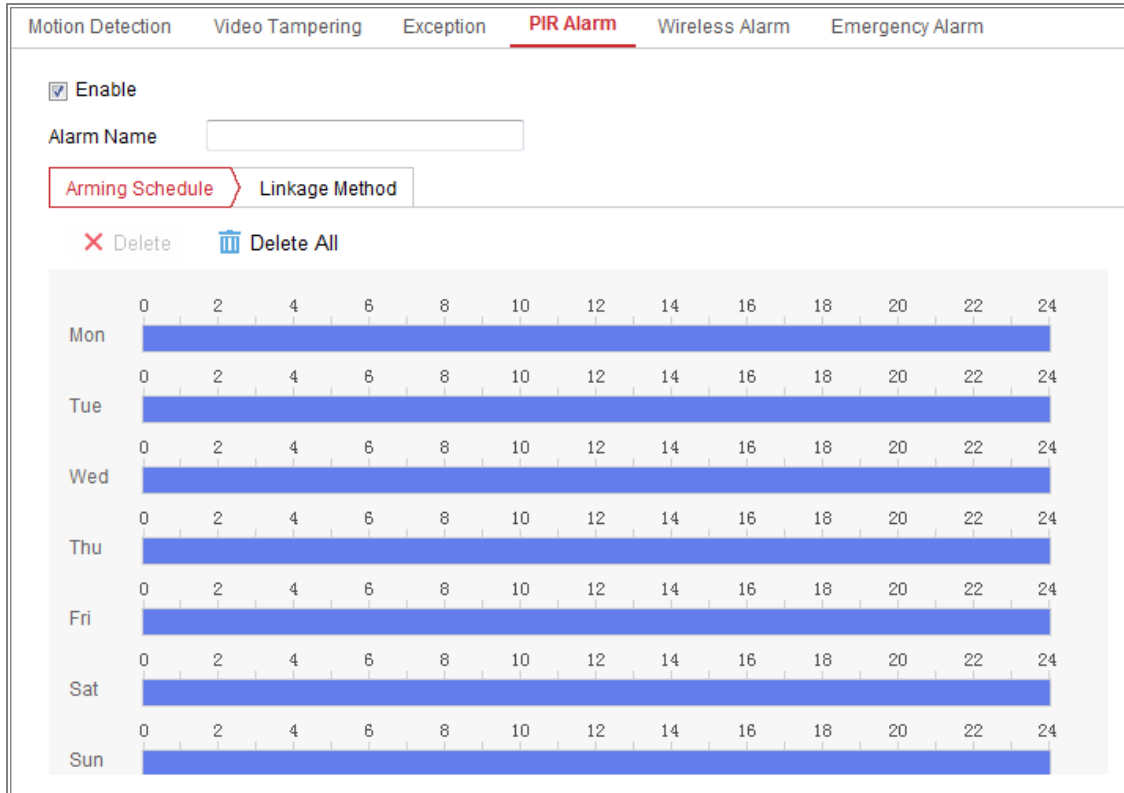 Motion Detection Video Tampering Exception PIR Alarm Wireless Alarm Emergency Alarm
Enable
Alarm Name
Arming Schedule Linkage Method
Delete Delete All
0 2 4 6 8 10 12 14 16 18 20 22 24
Mon
0 2 4 6 8 10 12 14 16 18 20 22 24
Tue
0 2 4 6 8 10 12 14 16 18 20 22 24
Wed
0 2 4 6 8 10 12 14 16 18 20 22 24
Thu
0 2 4 6 8 10 12 14 16 18 20 22 24
Fri
0 2 4 6 8 10 12 14 16 18 20 22 24
Sat
0 2 4 6 8 10 12 14 16 18 20 22 24
Sun